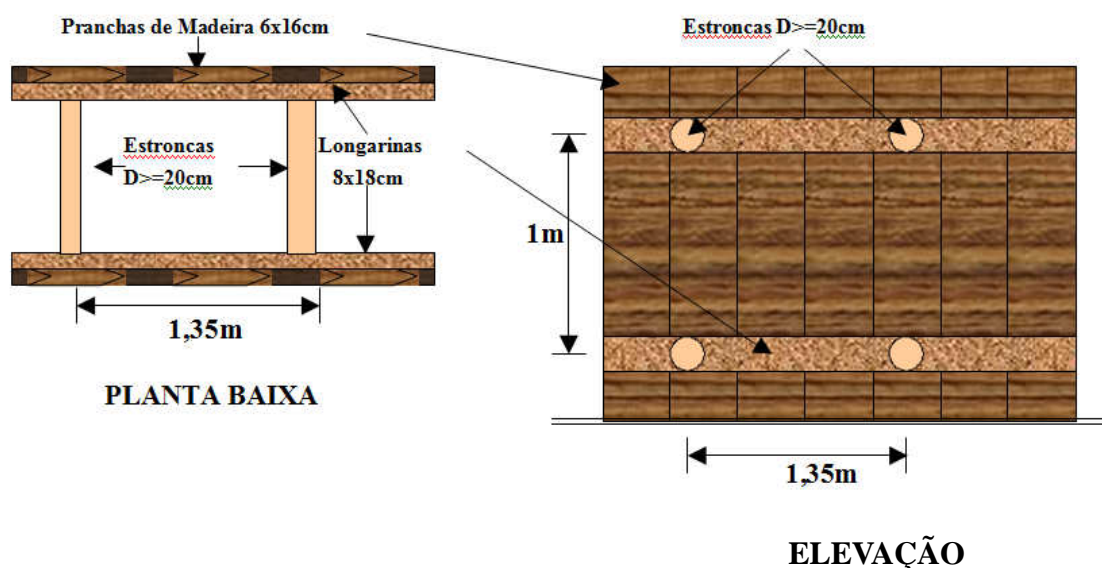 Pranchas de Madeira 6x16cm
Estroncas
D>=20cm
Longarinas
8x18cm
1,35m
PLANTA BAIXA
Estroncas D>=20cm
1m
1,35m
ELEVAÇÃO